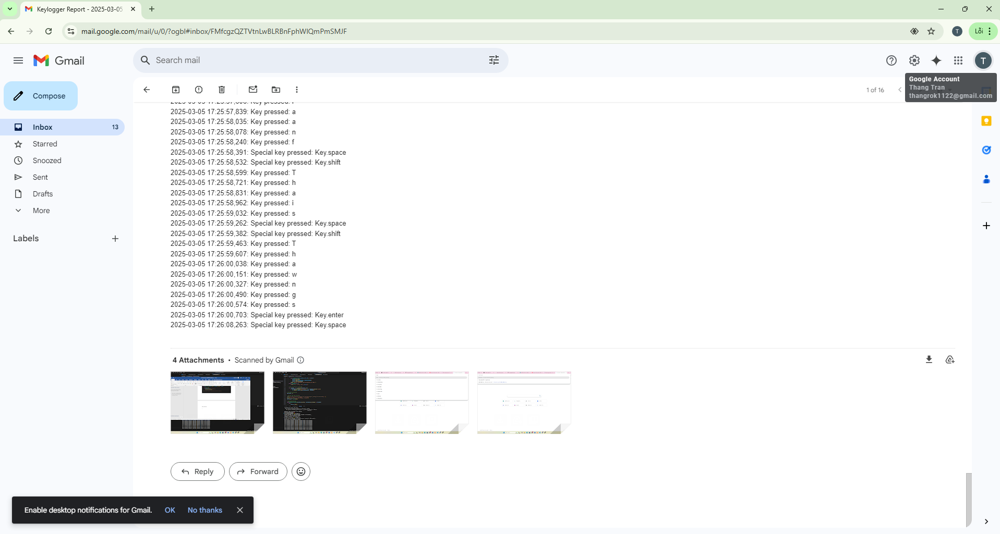 Keylogger Report - 2025-03-05
mail.google.com/mail/u/0/?ogbl#inbox/FMfcgzQZTVtnLwBLRBnFphWlQmPmSMJF
T
Lỗi
Gmail
Search mail
T
Google Account
Thang Tran
thangrok1122@gmail.com
Compose
1 of 16
Inbox 13
Starred
Snoozed
Sent
Drafts
More
Labels
2025-03-05 17:25:57,839: Key pressed: a
2025-03-05 17:25:58,035: Key pressed: a
2025-03-05 17:25:58,078: Key pressed: n
2025-03-05 17:25:58,240: Key pressed: f
2025-03-05 17:25:58,391: Special key pressed: Key.space
2025-03-05 17:25:58,532: Special key pressed: Key.shift
2025-03-05 17:25:58,599: Key pressed: T
2025-03-05 17:25:58,721: Key pressed: h
2025-03-05 17:25:58,831: Key pressed: a
2025-03-05 17:25:58,962: Key pressed: i
2025-03-05 17:25:59,032: Key pressed: s
2025-03-05 17:25:59,262: Special key pressed: Key.space
2025-03-05 17:25:59,382: Special key pressed: Key.shift
2025-03-05 17:25:59,463: Key pressed: T
2025-03-05 17:25:59,607: Key pressed: h
2025-03-05 17:26:00,038: Key pressed: a
2025-03-05 17:26:00,151: Key pressed: w
2025-03-05 17:26:00,327: Key pressed: n
2025-03-05 17:26:00,490: Key pressed: g
2025-03-05 17:26:00,574: Key pressed: s
2025-03-05 17:26:00,703: Special key pressed: Key.enter
2025-03-05 17:26:08,263: Special key pressed: Key.space
4 Attachments • Scanned by Gmail
Reply
Forward
Enable desktop notifications for Gmail. OK No thanks